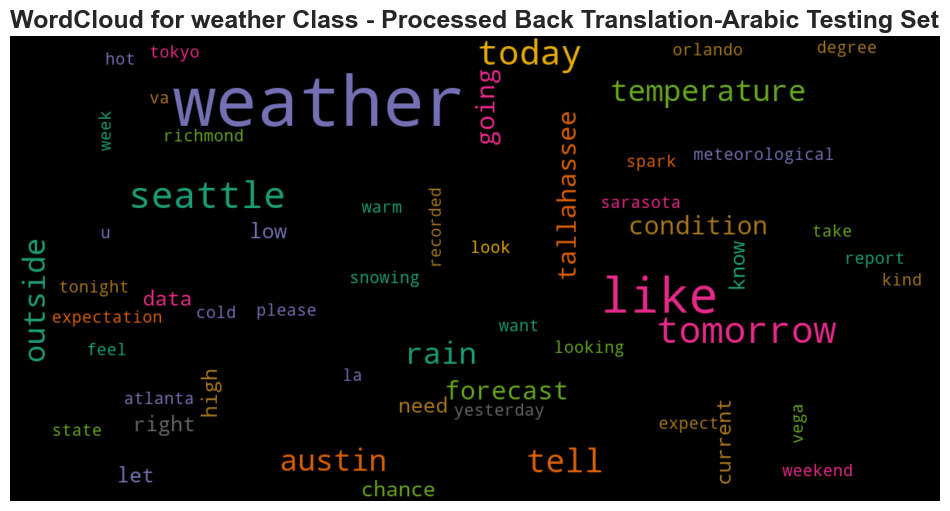 WordCloud for weather Class - Processed Back Translation-Arabic Testing Set
hot
tokyo
today
orlando
degree
weather
going
va
temperature
week
richmond
tallahassee
spark
meteorological
seattle
warm
recorded
sarasota
condition
take
u
low
look
know
report
outside
snowing
kind
tonight
data
like
expectation
cold
please
want
tomorrow
feel
rain
looking
la
high
forecast
atlanta
need
yesterday
state
right
expect
current
vega
let
austin
tell
weekend
chance